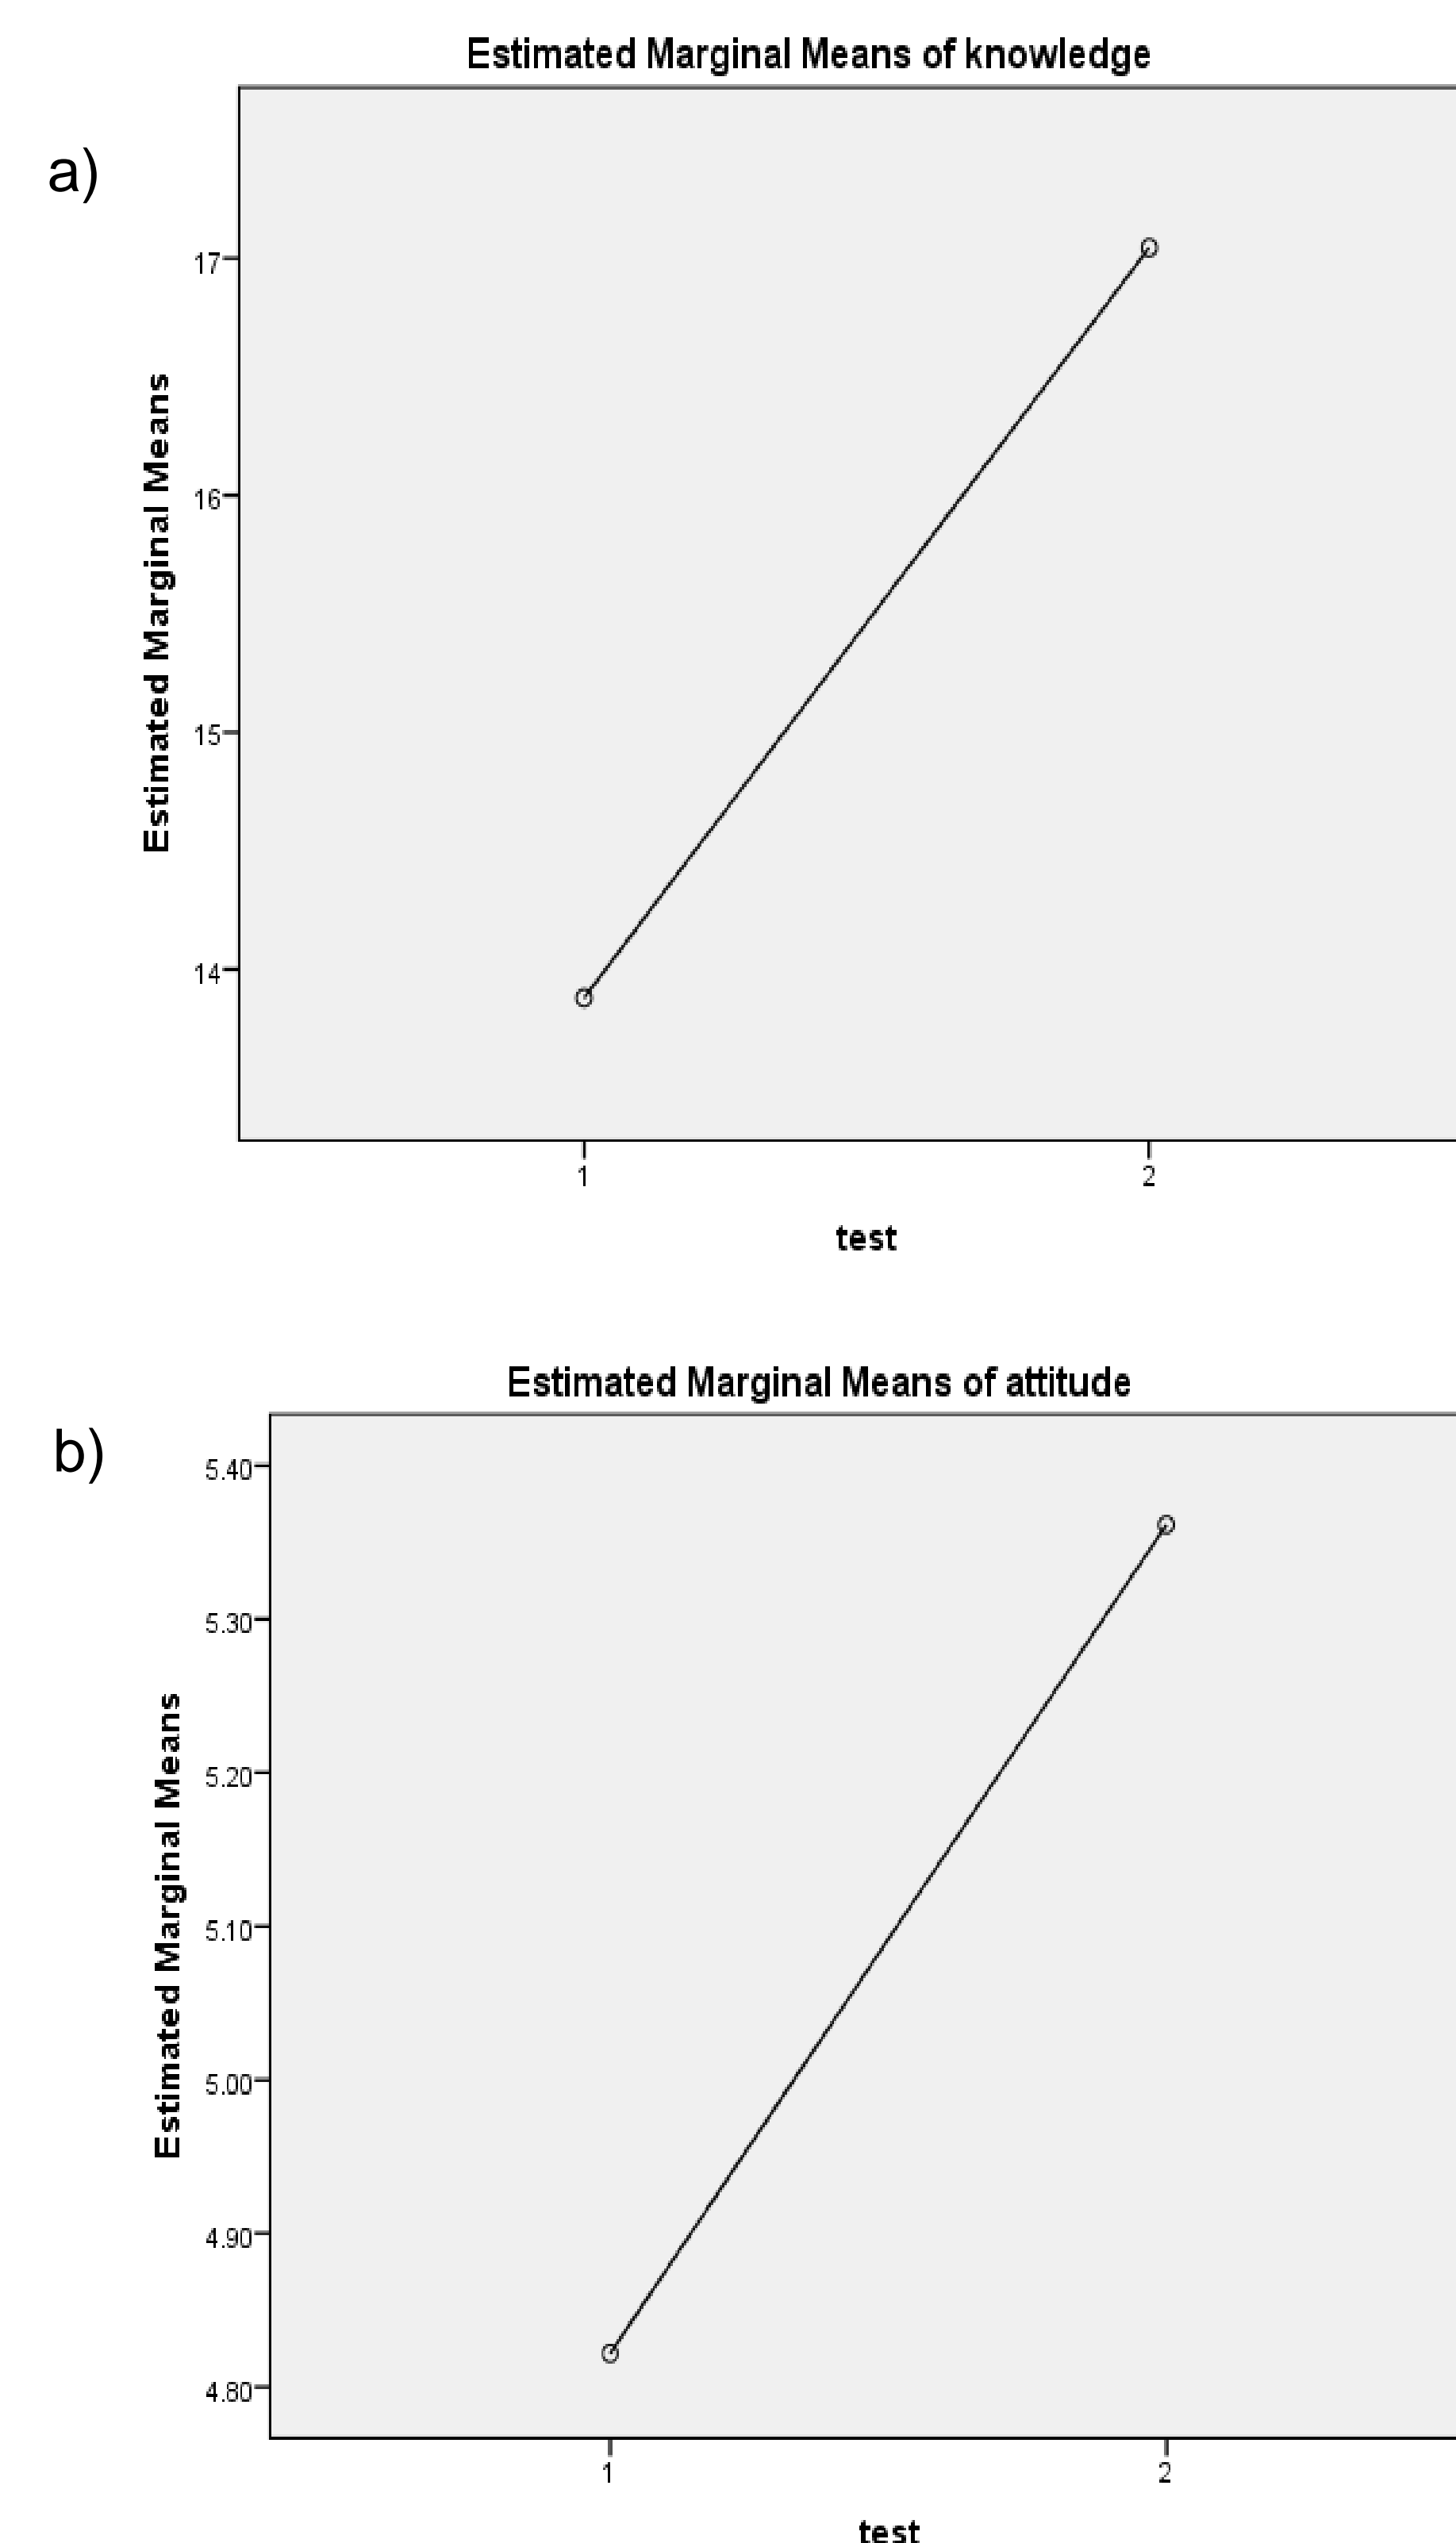 Estimated Marginal Means of knowledge
a)
17
16
15
14
Estimated Marginal Means
1 2
test
Estimated Marginal Means of attitude
b)
5.40
5.30
5.20
5.10
5.00
4.90
4.80
Estimated Marginal Means
1 2
test